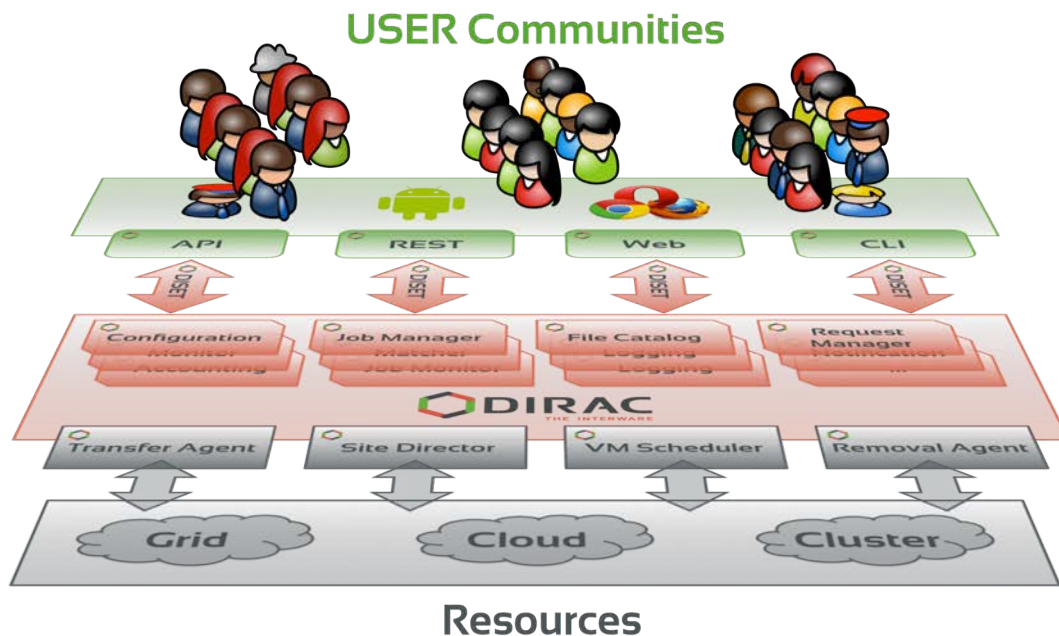 USER Communities
API
REST
Web
CLI
DISET
DISET
DISET
DISET
Configuration
Monitor
Accounting
Job Manager
Matcher
Job Monitor
File Catalog
Logging
Logging
Request
Manager
Notification
...
DIRAC
THE INTERWARE
Transfer Agent
Site Director
VM Scheduler
Removal Agent
Grid
Cloud
Cluster
Resources